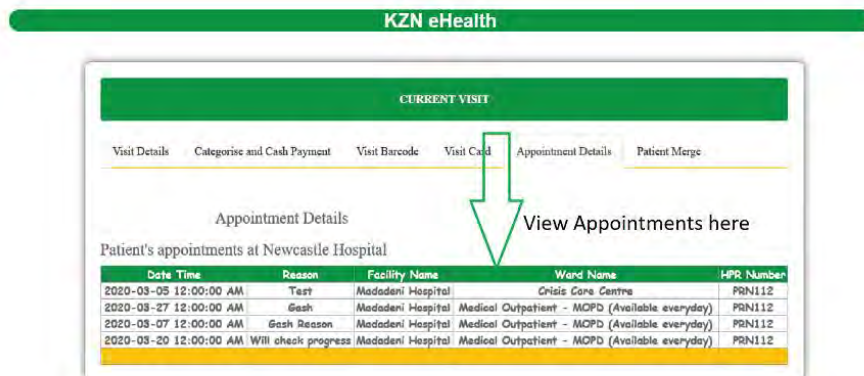 KZN eHealth
CURRENT VISIT
Visit Details Categorise and Cash Payment Visit Barcode Visit Card Appointment Details Patient Merge
Appointment Details
View Appointments here
Patient's appointments at Newcastle Hospital
Date Time Reason Facility Name Ward Name HPR Number
2020-03-05 12:00:00 AM Test Madadeni Hospital Crisis Care Centre PRN112
2020-03-27 12:00:00 AM Gash Madadeni Hospital Medical Outpatient - MOPD (Available everyday) PRN112
2020-03-07 12:00:00 AM Gash Reason Madadeni Hospital Medical Outpatient - MOPD (Available everyday) PRN112
2020-03-20 12:00:00 AM Will check progress Madadeni Hospital Medical Outpatient - MOPD (Available everyday) PRN112